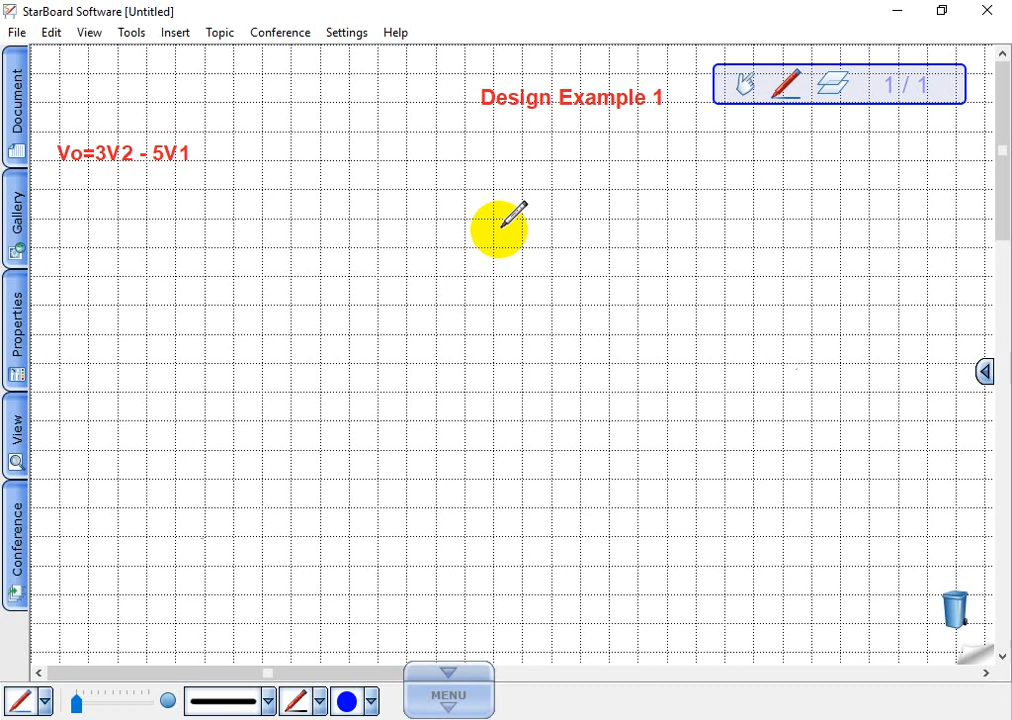 StarBoard Software [Untitled]
File Edit View Tools Insert Topic Conference Settings Help
Document
Gallery
Properties
View
Conference
Design Example 1
1 / 1
Vo=3V2 - 5V1
MENU